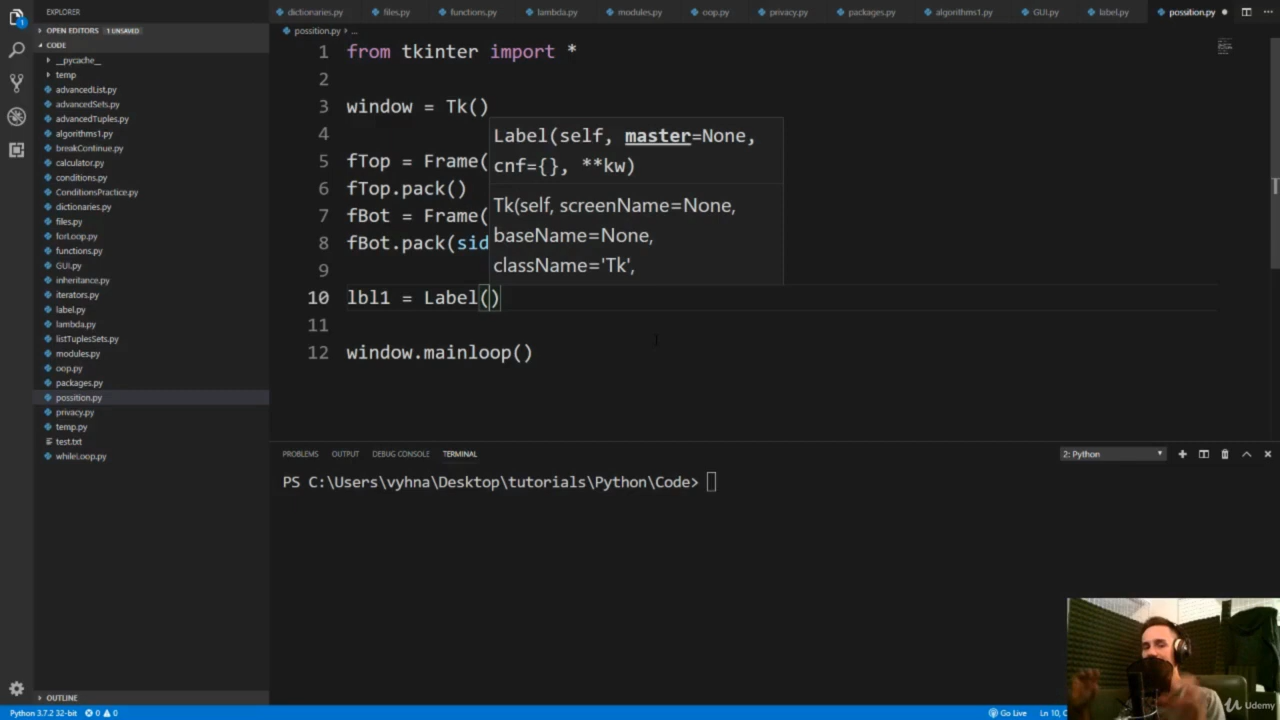 EXPLORER
OPEN EDITORS 1 UNSAVED
CODE
__pycache__
temp
advancedList.py
advancedSets.py
advancedTuples.py
algorithms1.py
breakContinue.py
calculator.py
conditions.py
ConditionsPractice.py
dictionaries.py
files.py
forLoop.py
functions.py
GUI.py
inheritance.py
iterators.py
label.py
lambda.py
listTuplesSets.py
modules.py
oop.py
packages.py
possition.py
privacy.py
temp.py
test.txt
whileLoop.py
OUTLINE
dictionaries.py files.py functions.py lambda.py modules.py oop.py privacy.py packages.py algorithms1.py GUI.py label.py possition.py
possition.py > ...
1 from tkinter import *
2
3 window = Tk()
4
5 fTop = Frame(
6 fTop.pack()
7 fBot = Frame(
8 fBot.pack(sid
9
10 lbl1 = Label()
11
12 window.mainloop()
Label(self, master=None,
cnf={}, **kw)
Tk(self, screenName=None,
baseName=None,
className='Tk',
PROBLEMS OUTPUT DEBUG CONSOLE TERMINAL 2: Python
PS C:\Users\vyhna\Desktop\tutorials\Python\Code>
Udemy
Python 3.7.2 32-bit 0 0 Go Live Ln 10,
1